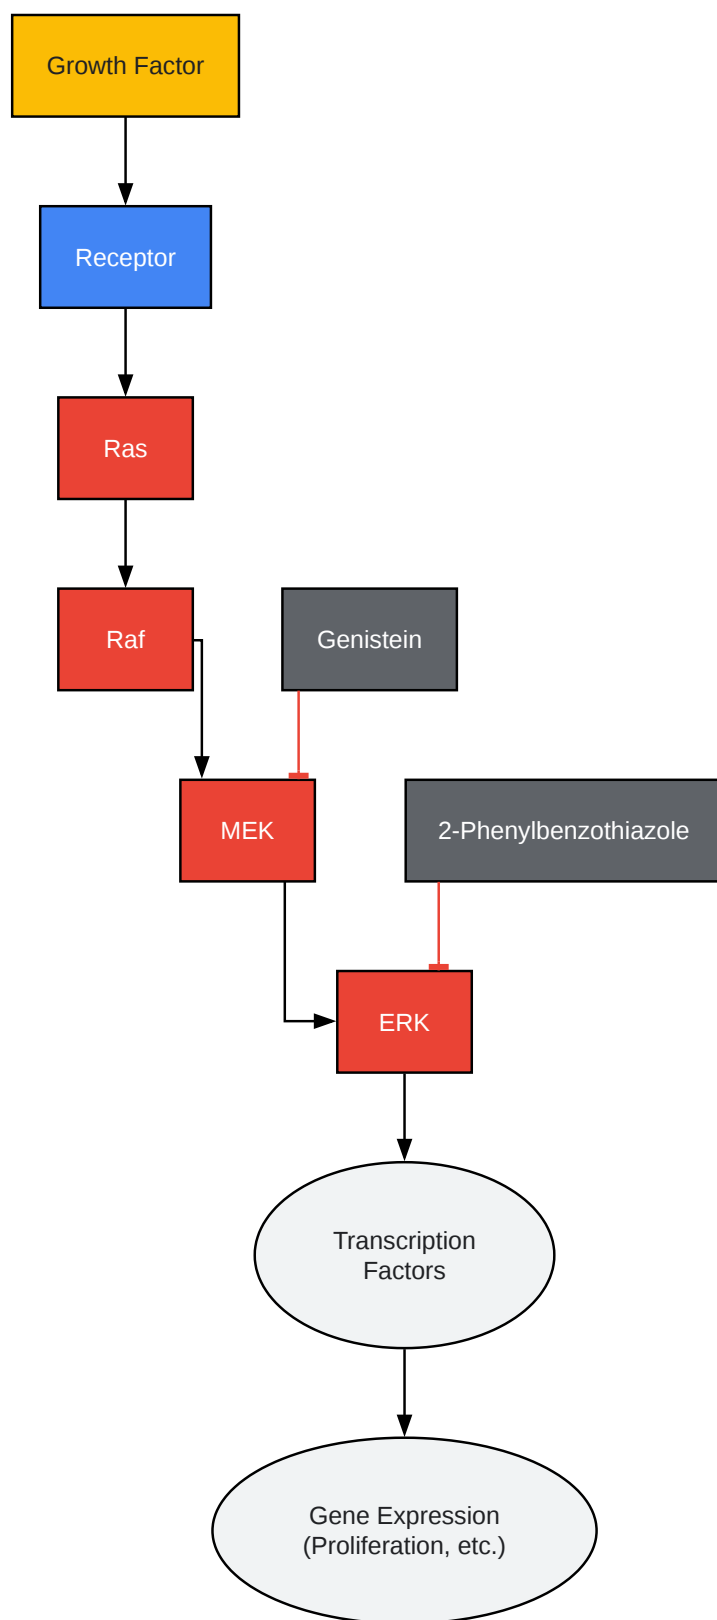 Growth Factor
Receptor
Ras
Raf
Genistein
MEK
2-Phenylbenzothiazole
ERK
Transcription
Factors
Gene Expression
(Proliferation, etc.)